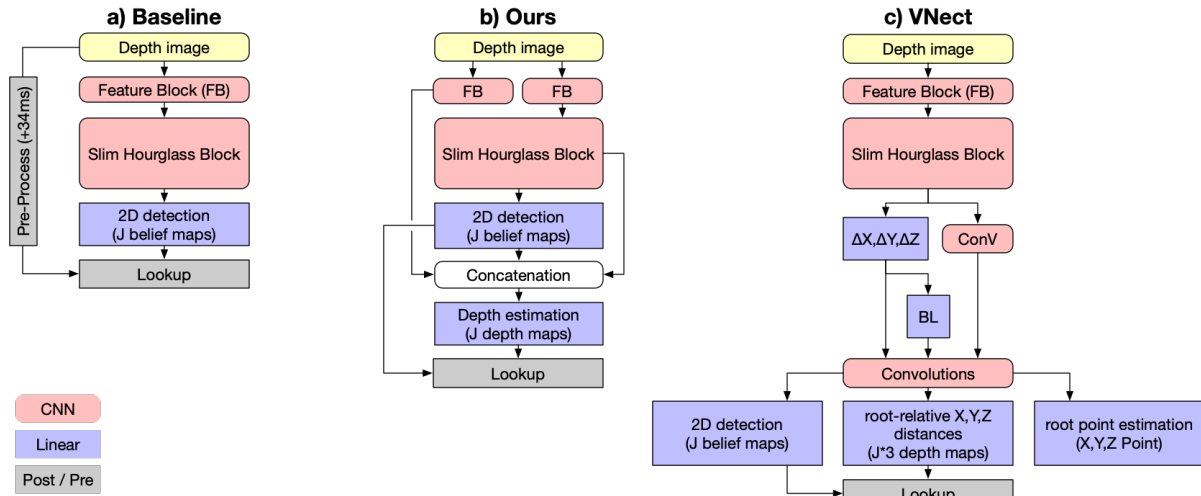 a) Baseline
Depth image
Feature Block (FB)
Slim Hourglass Block
2D detection
(J belief maps)
Lookup
Pre-Process (+34ms)
CNN
Linear
Post / Pre
b) Ours
Depth image
FB
FB
Slim Hourglass Block
2D detection
(J belief maps)
Concatenation
Depth estimation
(J depth maps)
Lookup
c) VNect
Depth image
Feature Block (FB)
Slim Hourglass Block
ΔX,ΔY,ΔZ
ConV
BL
Convolutions
2D detection
(J belief maps)
root-relative X,Y,Z
distances
(J*3 depth maps)
root point estimation
(X,Y,Z Point)
Lookup